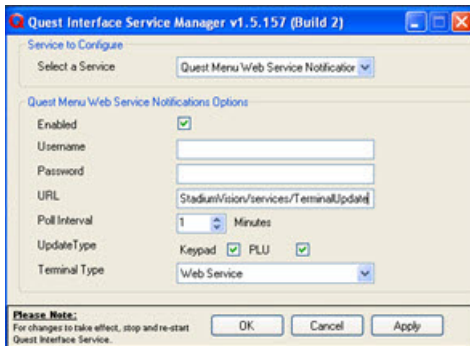 Quest Interface Service Manager v1.5.157 (Build 2)
Service to Configure
Select a Service Quest Menu Web Service Notification
Quest Menu Web Service Notifications Options
Enabled
Username
Password
URL StadiumVision/services/TerminalUpdate
Poll Interval 1 Minutes
UpdateType Keypad PLU
Terminal Type Web Service
Please Note:
For changes to take effect, stop and re-start
Quest Interface Service.
OK Cancel Apply